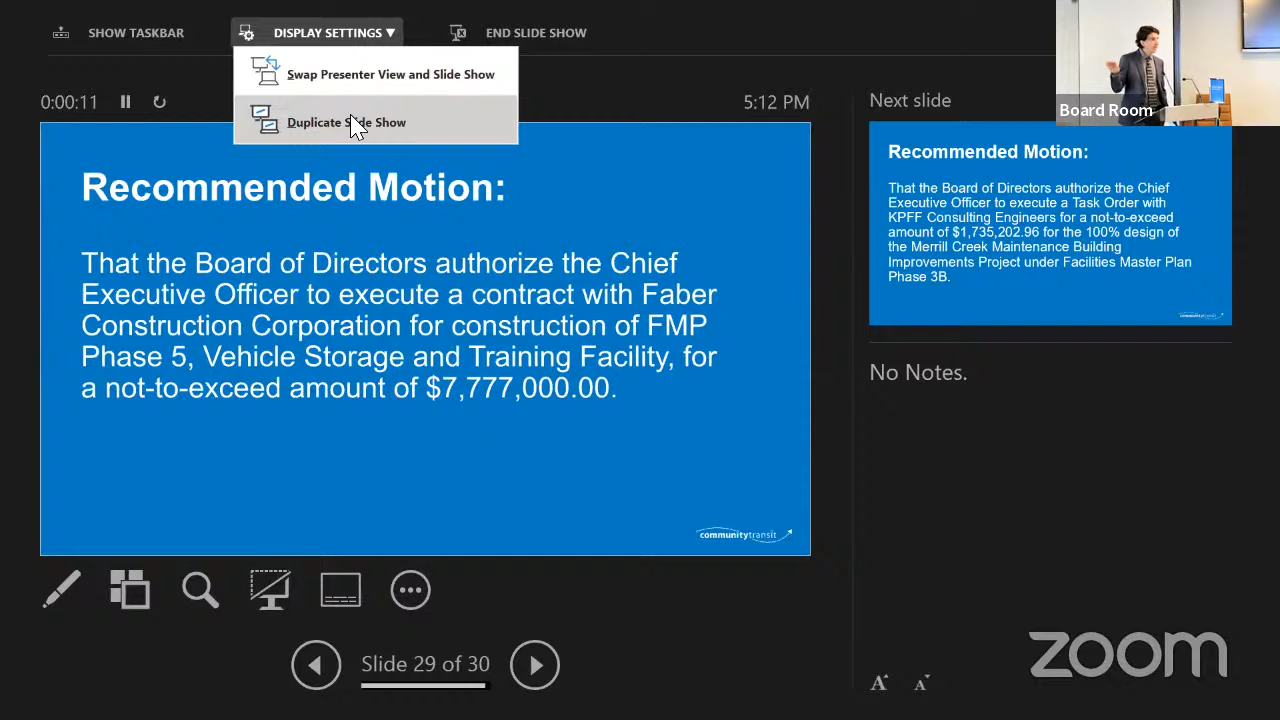 SHOW TASKBAR
DISPLAY SETTINGS ▼
END SLIDE SHOW
Swap Presenter View and Slide Show
Duplicate Slide Show
0:00:11
5:12 PM
Recommended Motion:
That the Board of Directors authorize the Chief
Executive Officer to execute a contract with Faber
Construction Corporation for construction of FMP
Phase 5, Vehicle Storage and Training Facility, for
a not-to-exceed amount of $7,777,000.00.
communitytransit
Slide 29 of 30
Next slide
Board Room
Recommended Motion:
That the Board of Directors authorize the Chief
Executive Officer to execute a Task Order with
KPFF Consulting Engineers for a not-to-exceed
amount of $1,735,202.96 for the 100% design of
the Merrill Creek Maintenance Building
Improvements Project under Facilities Master Plan
Phase 3B.
communitytransit
No Notes.
zoom
A A